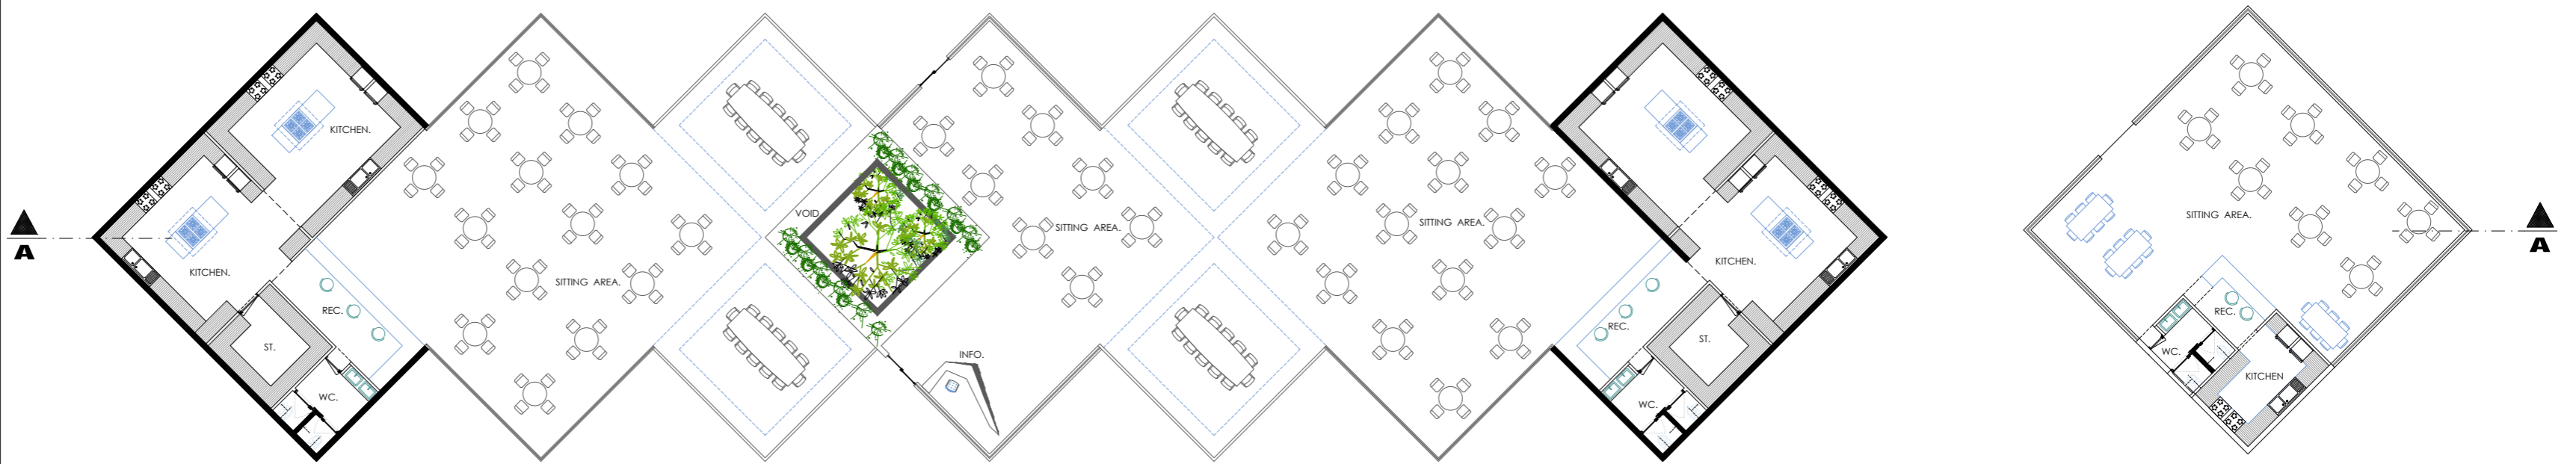 KITCHEN.
KITCHEN.
REC.
ST.
WC.
SITTING AREA.
VOID
INFO.
SITTING AREA.
SITTING AREA.
KITCHEN.
REC.
ST.
WC.
SITTING AREA.
REC.
WC.
KITCHEN
A
A